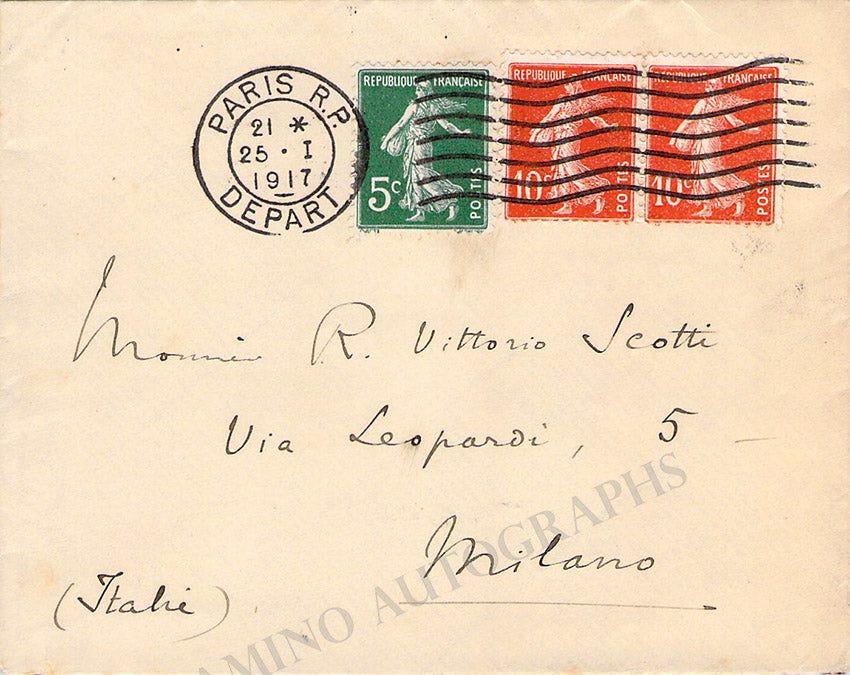 PARIS R.P.
21 *
25 · I
1917
DEPART
REPUBLIQUE FRANÇAISE
5c
POSTES
REPUBLIQUE FRANÇAISE
10c
POSTES
REPUBLIQUE FRANÇAISE
10c
POSTES
Monsieur R. Vittorio Scotti
Via Leopardi, 5
Milano
(Italie)
AMINO AUTOGRAPHS